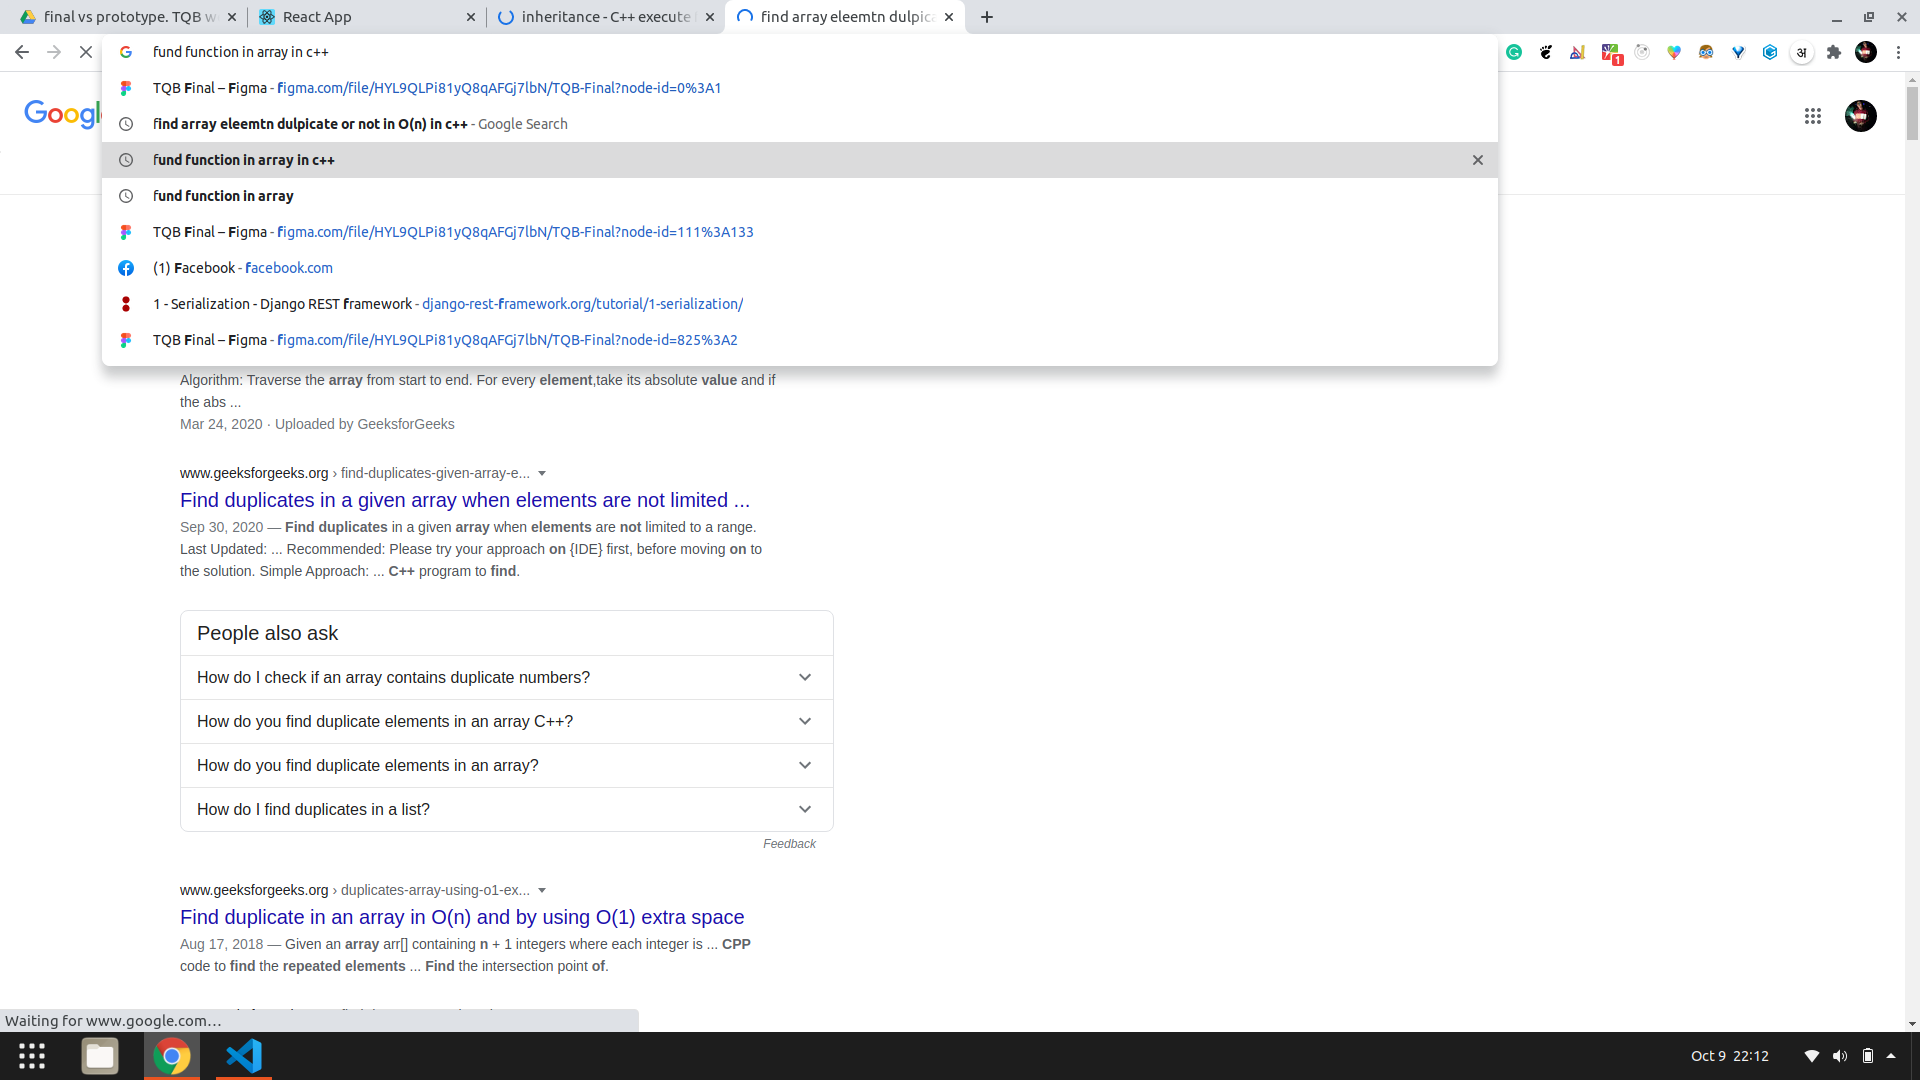 final vs prototype. TQB w
React App
inheritance - C++ execute
find array eleemtn dulpica
fund function in array in c++
TQB Final – Figma - figma.com/file/HYL9QLPi81yQ8qAFGj7lbN/TQB-Final?node-id=0%3A1
find array eleemtn dulpicate or not in O(n) in c++ - Google Search
fund function in array in c++
fund function in array
TQB Final – Figma - figma.com/file/HYL9QLPi81yQ8qAFGj7lbN/TQB-Final?node-id=111%3A133
(1) Facebook - facebook.com
1 - Serialization - Django REST framework - django-rest-framework.org/tutorial/1-serialization/
TQB Final – Figma - figma.com/file/HYL9QLPi81yQ8qAFGj7lbN/TQB-Final?node-id=825%3A2
1
अ
Googl
Algorithm: Traverse the array from start to end. For every element,take its absolute value and if
the abs ...
Mar 24, 2020 · Uploaded by GeeksforGeeks
www.geeksforgeeks.org › find-duplicates-given-array-e...
Find duplicates in a given array when elements are not limited ...
Sep 30, 2020 — Find duplicates in a given array when elements are not limited to a range.
Last Updated: ... Recommended: Please try your approach on {IDE} first, before moving on to
the solution. Simple Approach: ... C++ program to find.
People also ask
How do I check if an array contains duplicate numbers?
How do you find duplicate elements in an array C++?
How do you find duplicate elements in an array?
How do I find duplicates in a list?
Feedback
www.geeksforgeeks.org › duplicates-array-using-o1-ex...
Find duplicate in an array in O(n) and by using O(1) extra space
Aug 17, 2018 — Given an array arr[] containing n + 1 integers where each integer is ... CPP
code to find the repeated elements ... Find the intersection point of.
Waiting for www.google.com…
Oct 9 22:12